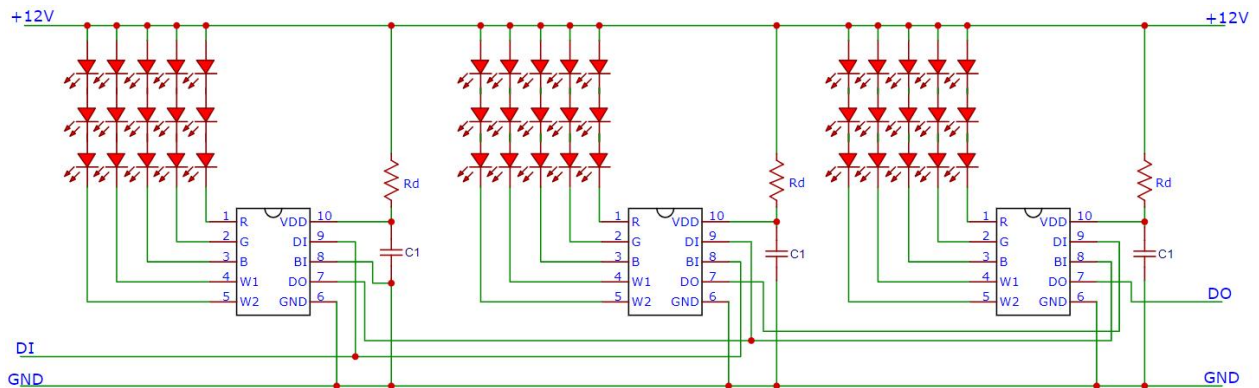 +12V +12V
Rd Rd Rd
1 R VDD 10 1 R VDD 10 1 R VDD 10
2 G DI 9 2 G DI 9 2 G DI 9
C1 C1 C1
3 B BI 8 3 B BI 8 3 B BI 8
4 W1 DO 7 4 W1 DO 7 4 W1 DO 7
DO
5 W2 GND 6 5 W2 GND 6 5 W2 GND 6
DI
GND GND